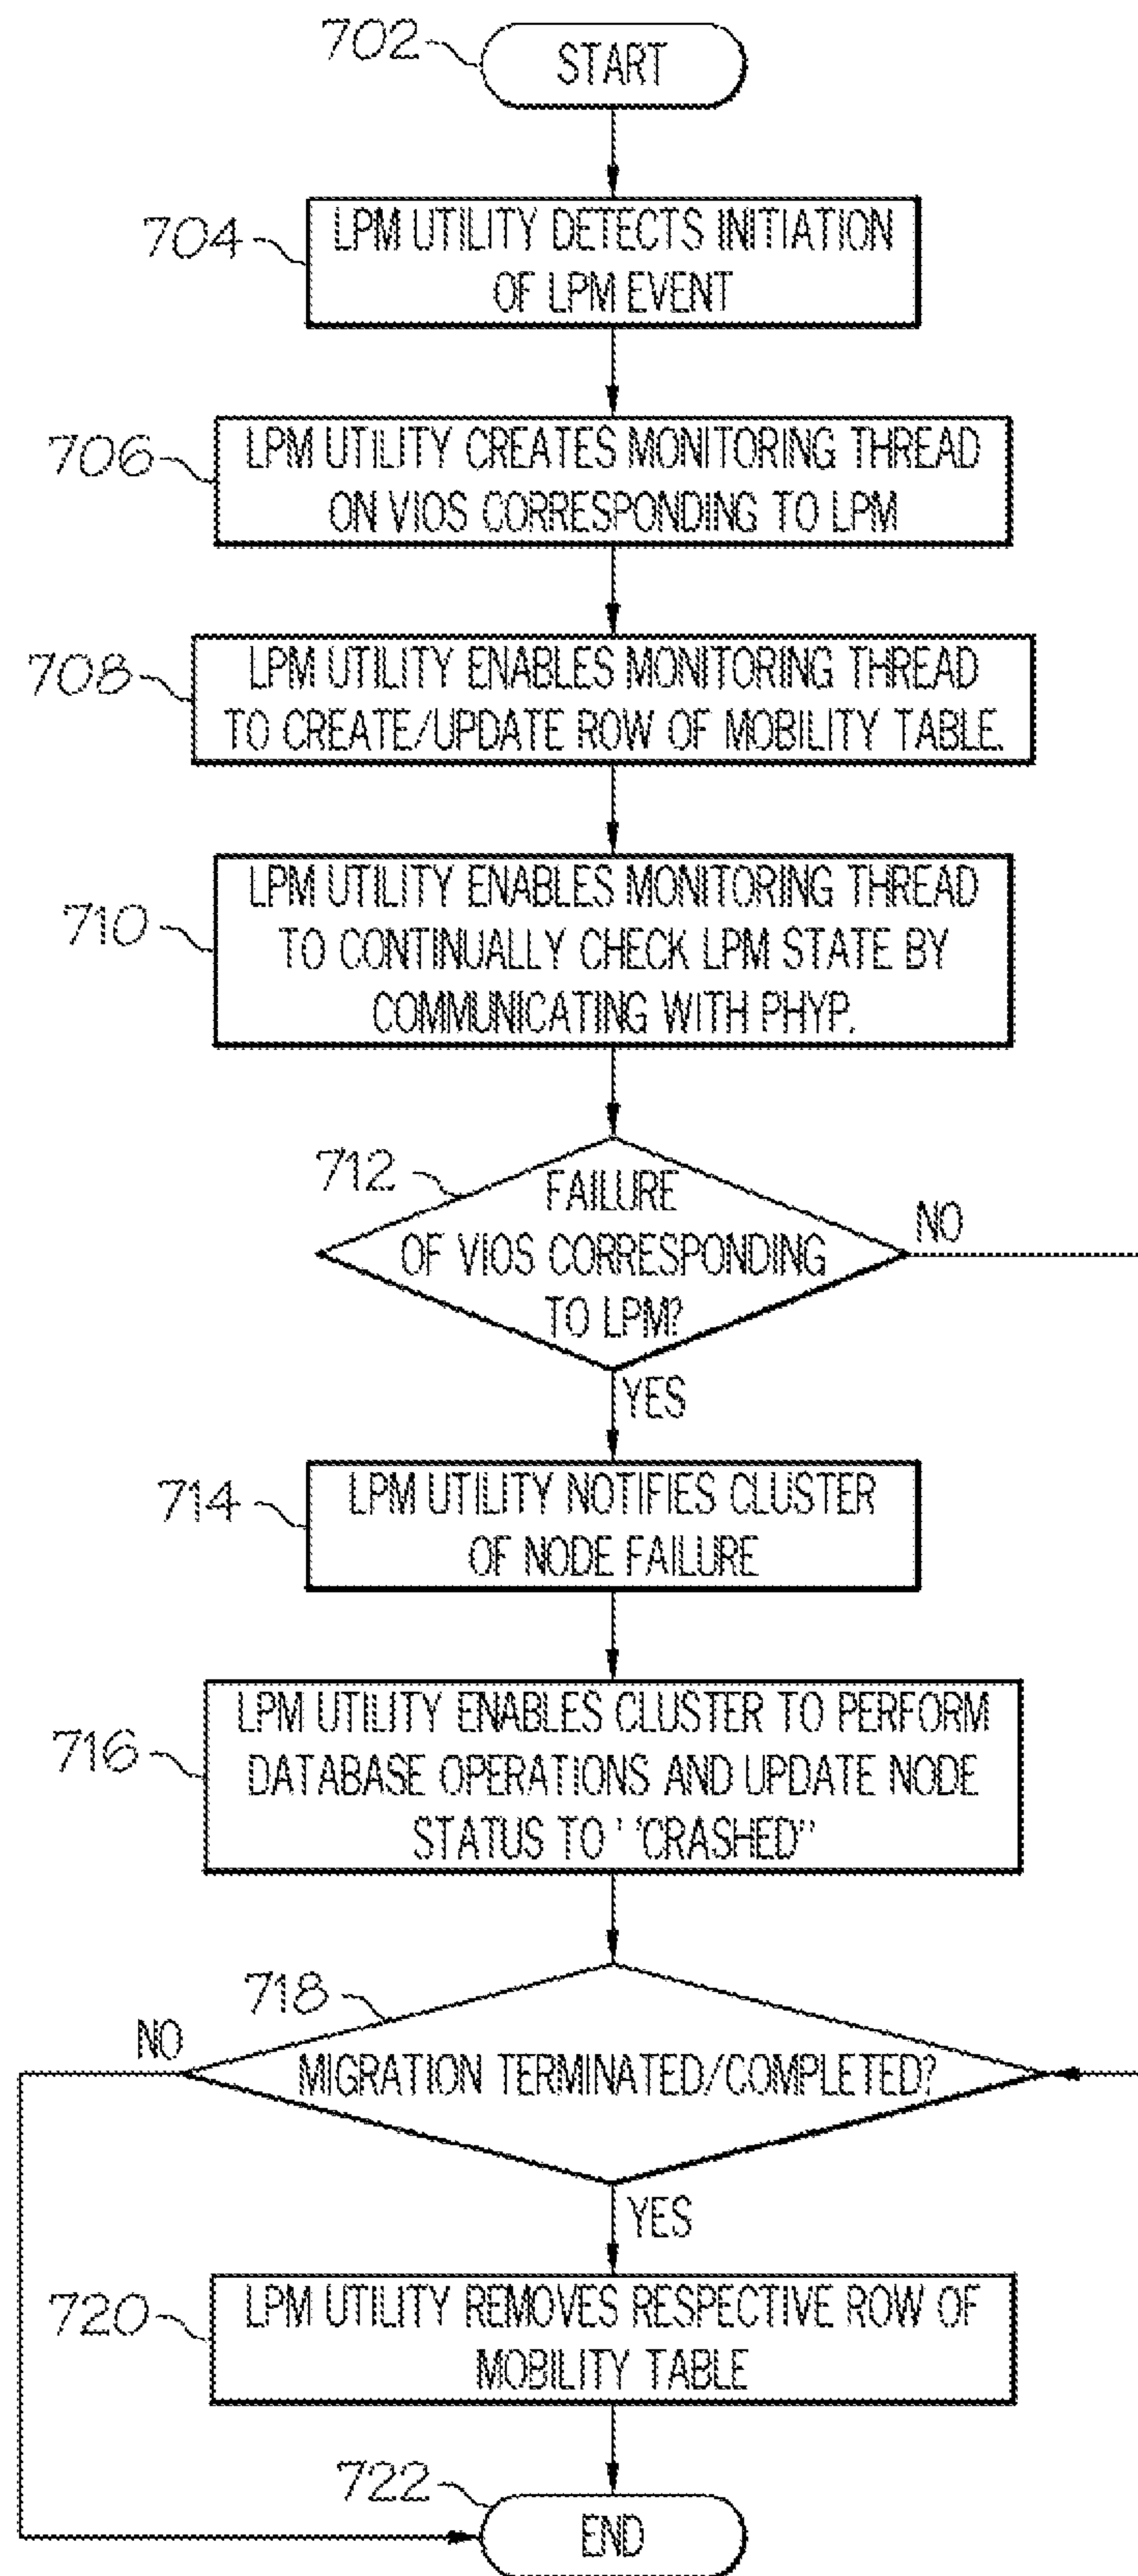 702
START
704
LPM UTILITY DETECTS INITIATION
OF LPM EVENT
706
LPM UTILITY CREATES MONITORING THREAD
ON VIOS CORRESPONDING TO LPM
708
LPM UTILITY ENABLES MONITORING THREAD
TO CREATE/UPDATE ROW OF MOBILITY TABLE.
710
LPM UTILITY ENABLES MONITORING THREAD
TO CONTINUALLY CHECK LPM STATE BY
COMMUNICATING WITH PHYP.
712
FAILURE
OF VIOS CORRESPONDING
TO LPM?
NO
YES
714
LPM UTILITY NOTIFIES CLUSTER
OF NODE FAILURE
716
LPM UTILITY ENABLES CLUSTER TO PERFORM
DATABASE OPERATIONS AND UPDATE NODE
STATUS TO ''CRASHED"
718
NO
MIGRATION TERMINATED/COMPLETED?
YES
720
LPM UTILITY REMOVES RESPECTIVE ROW OF
MOBILITY TABLE
722
END